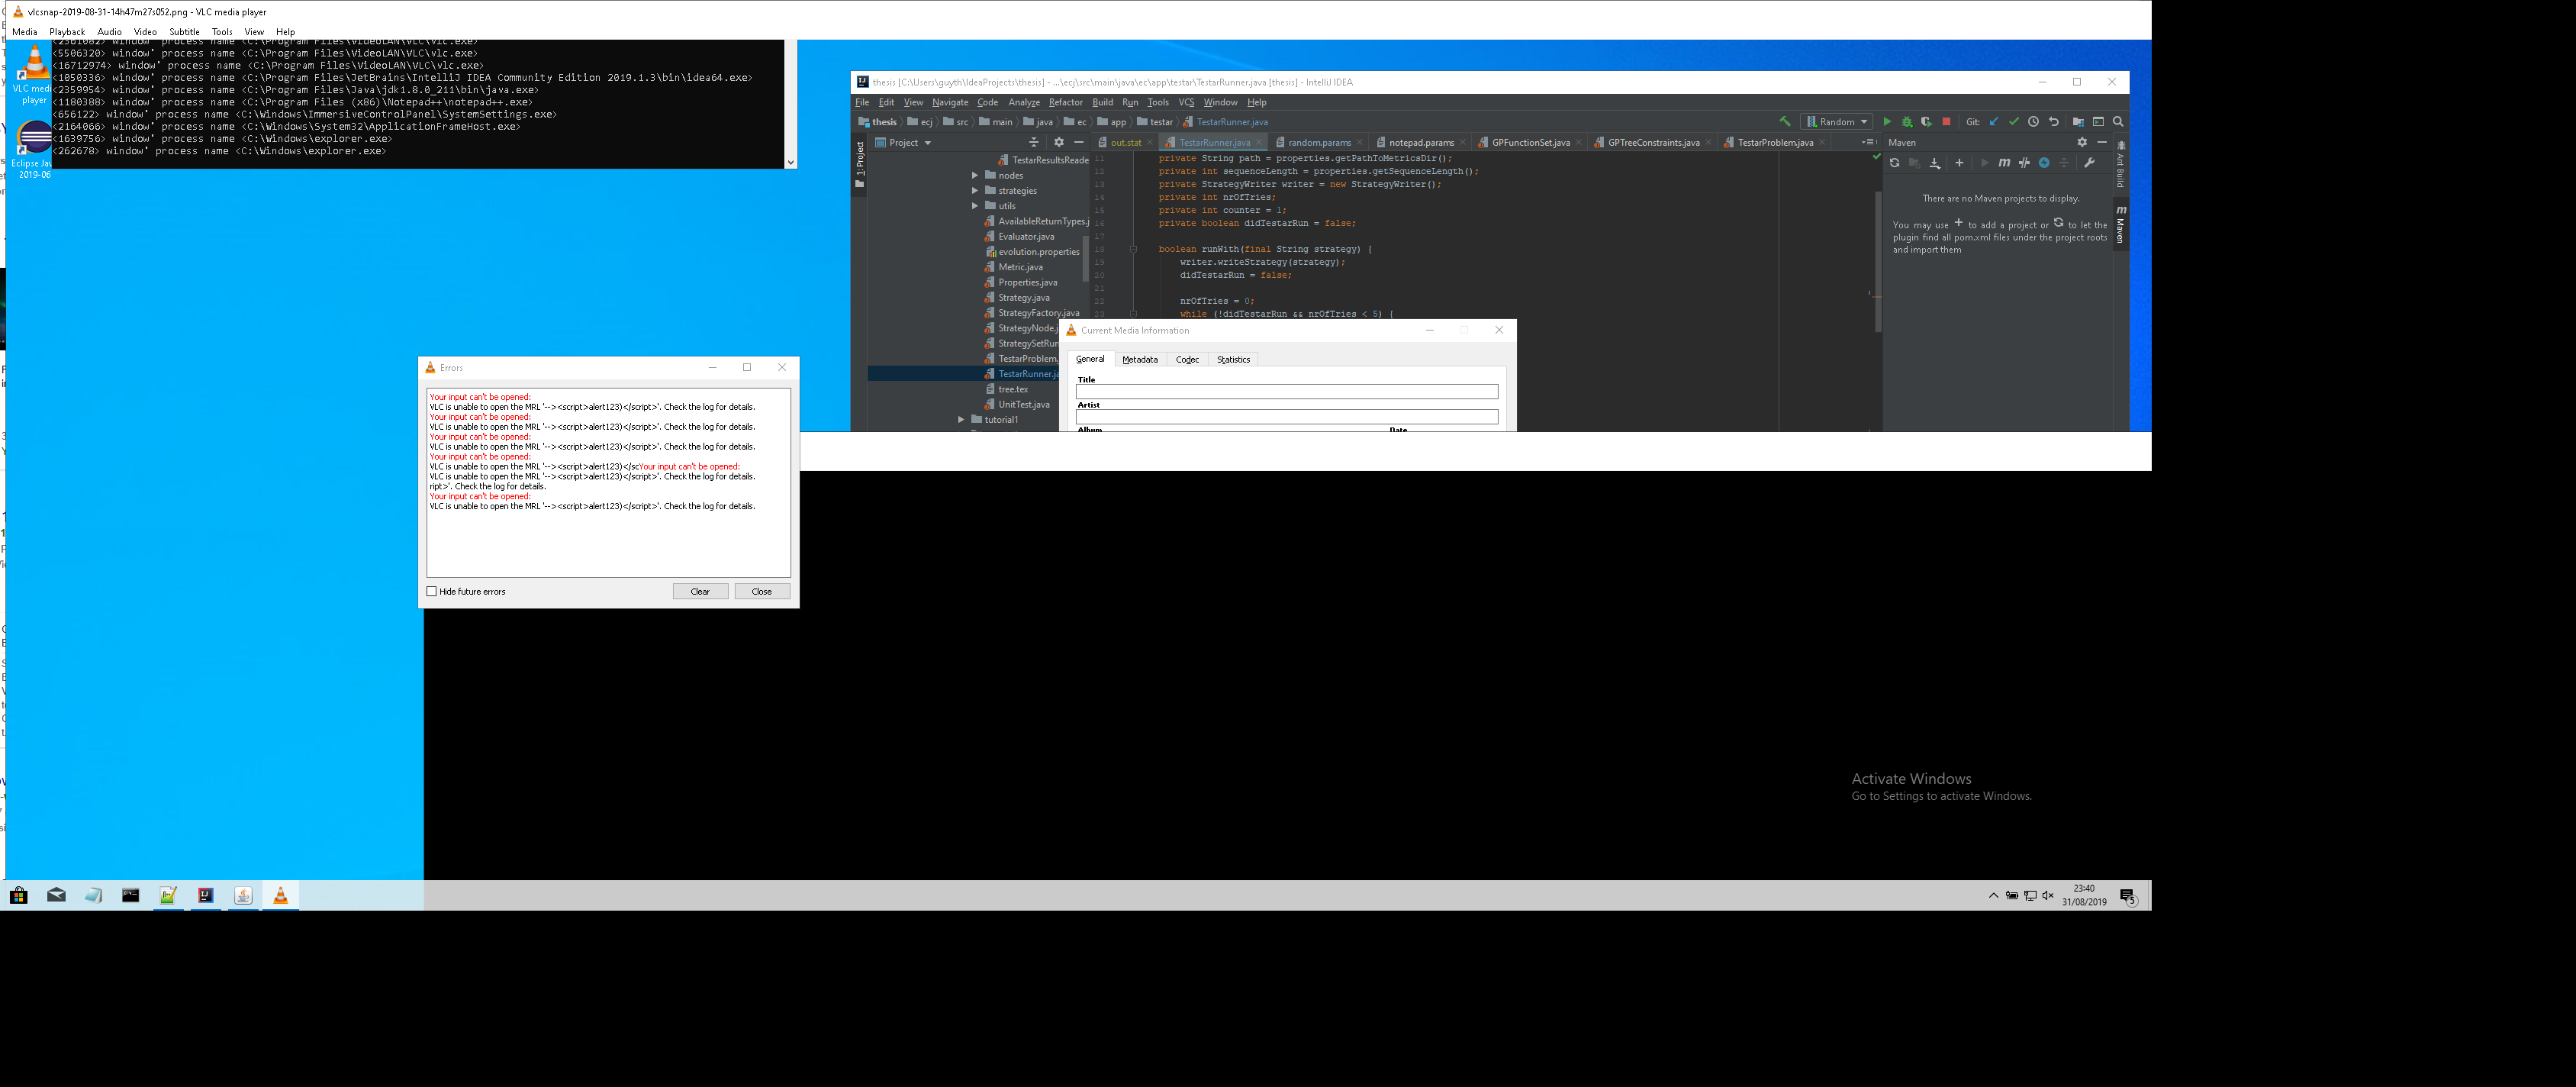 vlcsnap-2019-08-31-14h47m27s052.png - VLC media player
Media Playback Audio Video Subtitle Tools View Help
<2361082> window' process name <C:\Program Files\VideoLAN\VLC\vlc.exe>
<5506320> window' process name <C:\Program Files\VideoLAN\VLC\vlc.exe>
<16712974> window' process name <C:\Program Files\VideoLAN\VLC\vlc.exe>
<1050336> window' process name <C:\Program Files\JetBrains\IntelliJ IDEA Community Edition 2019.1.3\bin\idea64.exe>
<2359954> window' process name <C:\Program Files\Java\jdk1.8.0_211\bin\java.exe>
<1180388> window' process name <C:\Program Files (x86)\Notepad++\notepad++.exe>
<656122> window' process name <C:\Windows\ImmersiveControlPanel\SystemSettings.exe>
<2164066> window' process name <C:\Windows\System32\ApplicationFrameHost.exe>
<1639756> window' process name <C:\Windows\explorer.exe>
<262678> window' process name <C:\Windows\explorer.exe>
VLC medi
player
Eclipse Jav
2019-06
thesis [C:\Users\guyth\IdeaProjects\thesis] - ...\ecj\src\main\java\ec\app\testar\TestarRunner.java [thesis] - IntelliJ IDEA
File Edit View Navigate Code Analyze Refactor Build Run Tools VCS Window Help
thesis ecj src main java ec app testar TestarRunner.java
Random Git:
1: Project
Project
out.stat TestarRunner.java random.params notepad.params GPFunctionSet.java GPTreeConstraints.java TestarProblem.java
TestarResultsReade
nodes
strategies
utils
AvailableReturnTypes.j
Evaluator.java
evolution.properties
Metric.java
Properties.java
Strategy.java
StrategyFactory.java
StrategyNode.j
StrategySetRun
TestarProblem.
TestarRunner.ja
tree.tex
UnitTest.java
tutorial1
11 private String path = properties.getPathToMetricsDir();
12 private int sequenceLength = properties.getSequenceLength();
13 private StrategyWriter writer = new StrategyWriter();
14 private int nrOfTries;
15 private int counter = 1;
16 private boolean didTestarRun = false;
17
18 boolean runWith(final String strategy) {
19 writer.writeStrategy(strategy);
20 didTestarRun = false;
21
22 nrOfTries = 0;
23 while (!didTestarRun && nrOfTries < 5) {
Maven
There are no Maven projects to display.
You may use + to add a project or to let the
plugin find all pom.xml files under the project roots
and import them
Ant Build
Maven
Current Media Information
General Metadata Codec Statistics
Title
Artist
Album Date
Errors
Your input can't be opened:
VLC is unable to open the MRL '--><script>alert123)</script>'. Check the log for details.
Your input can't be opened:
VLC is unable to open the MRL '--><script>alert123)</script>'. Check the log for details.
Your input can't be opened:
VLC is unable to open the MRL '--><script>alert123)</script>'. Check the log for details.
Your input can't be opened:
VLC is unable to open the MRL '--><script>alert123)</scYour input can't be opened:
VLC is unable to open the MRL '--><script>alert123)</script>'. Check the log for details.
ript>'. Check the log for details.
Your input can't be opened:
VLC is unable to open the MRL '--><script>alert123)</script>'. Check the log for details.
Hide future errors
Clear Close
Activate Windows
Go to Settings to activate Windows.
23:40
31/08/2019
5